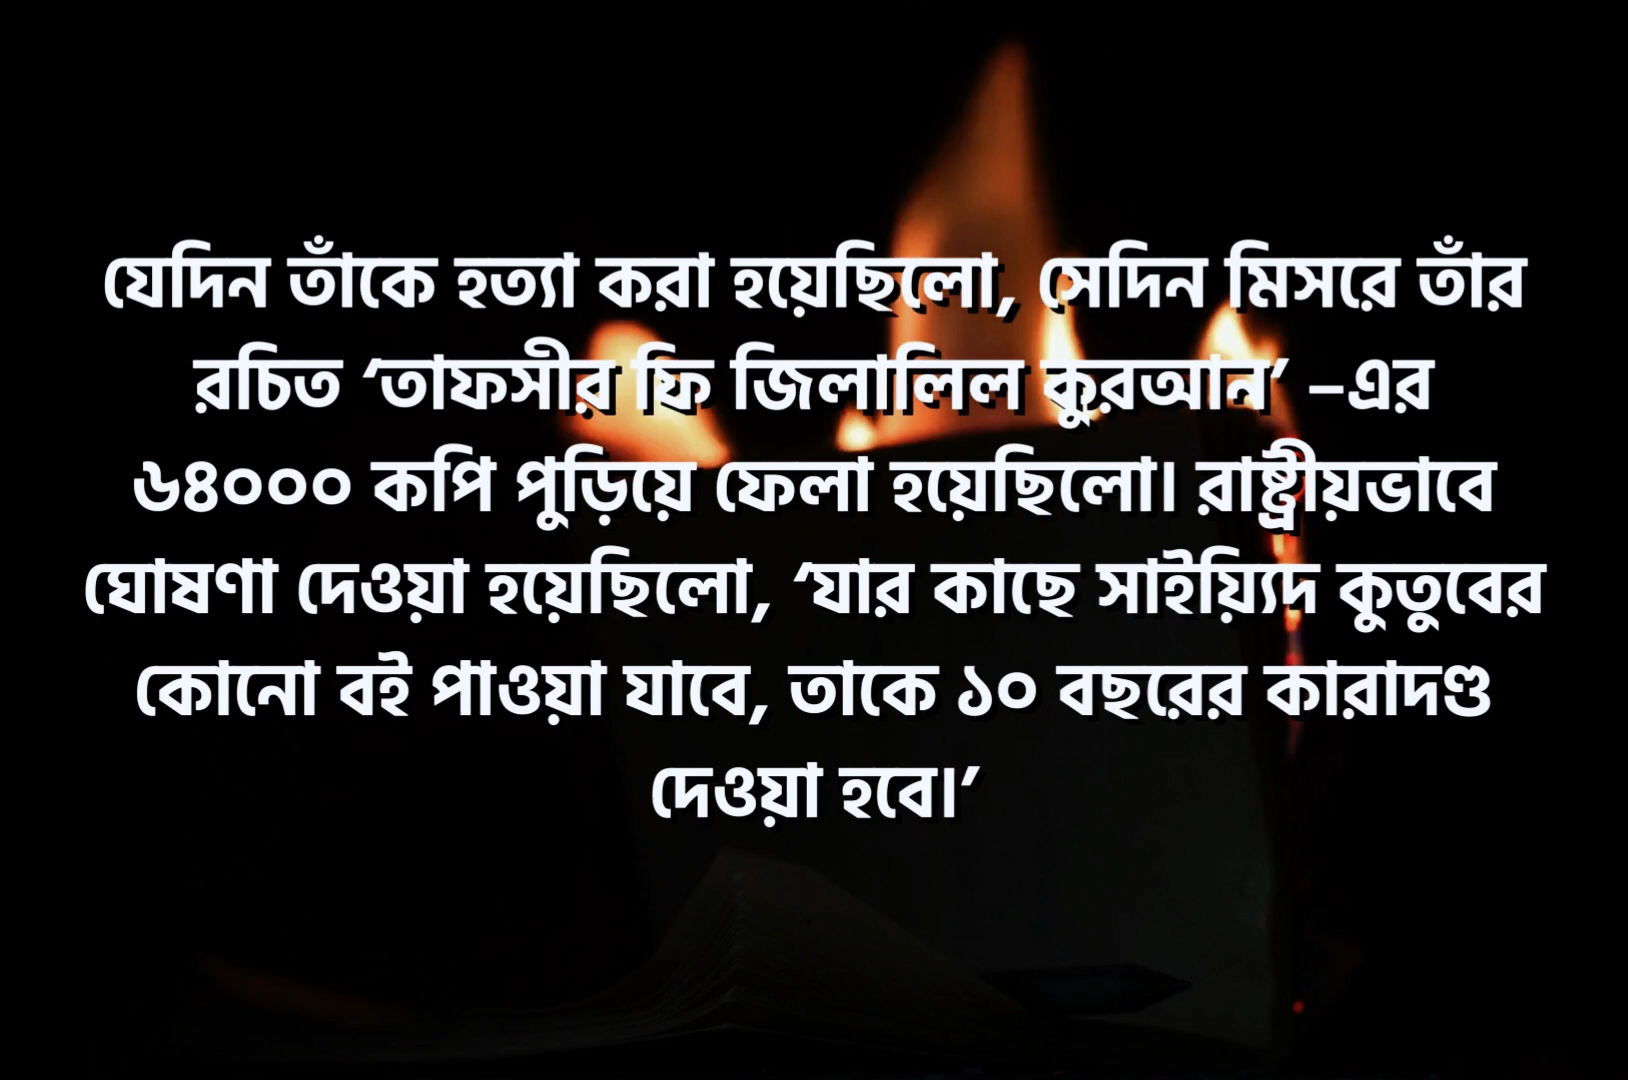 যেদিন তাঁকে হত্যা করা হয়েছিলো, সেদিন মিসরে তাঁর
রচিত ‘তাফসীর ফি জিলালিল কুরআন’ –এর
৬৪০০০ কপি পুড়িয়ে ফেলা হয়েছিলো। রাষ্ট্রীয়ভাবে
ঘোষণা দেওয়া হয়েছিলো, ‘যার কাছে সাইয়্যিদ কুতুবের
কোনো বই পাওয়া যাবে, তাকে ১০ বছরের কারাদণ্ড
দেওয়া হবে।’